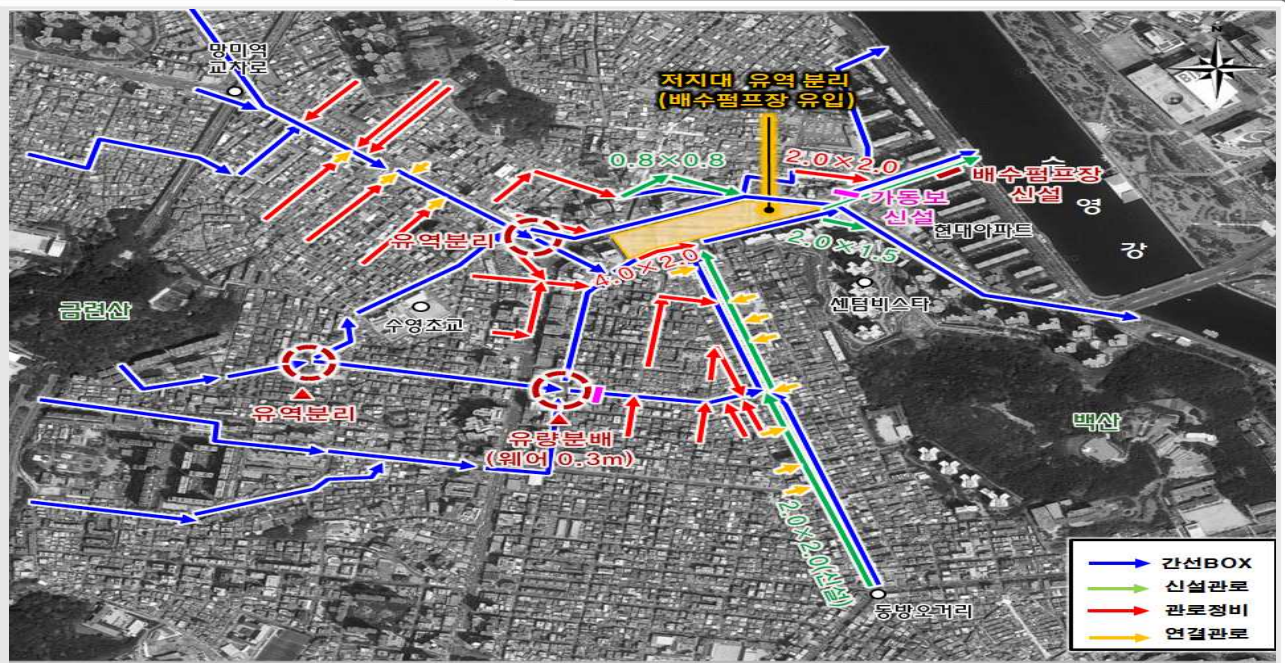 망미역
교차로
저지대 유역 분리
(배수펌프장 유입)
N
0.8×0.8
2.0×2.0
배수펌프장
신설
가동보
신설
수
영
강
현대아파트
2.0×1.5
유역분리
4.0×2.0
센텀비스타
금련산
수영조교
유역분리
유량분배
(웨어 0.3m)
백산
2.0×2.0(신설)
동방오거리
간선BOX
신설관로
관로정비
연결관로